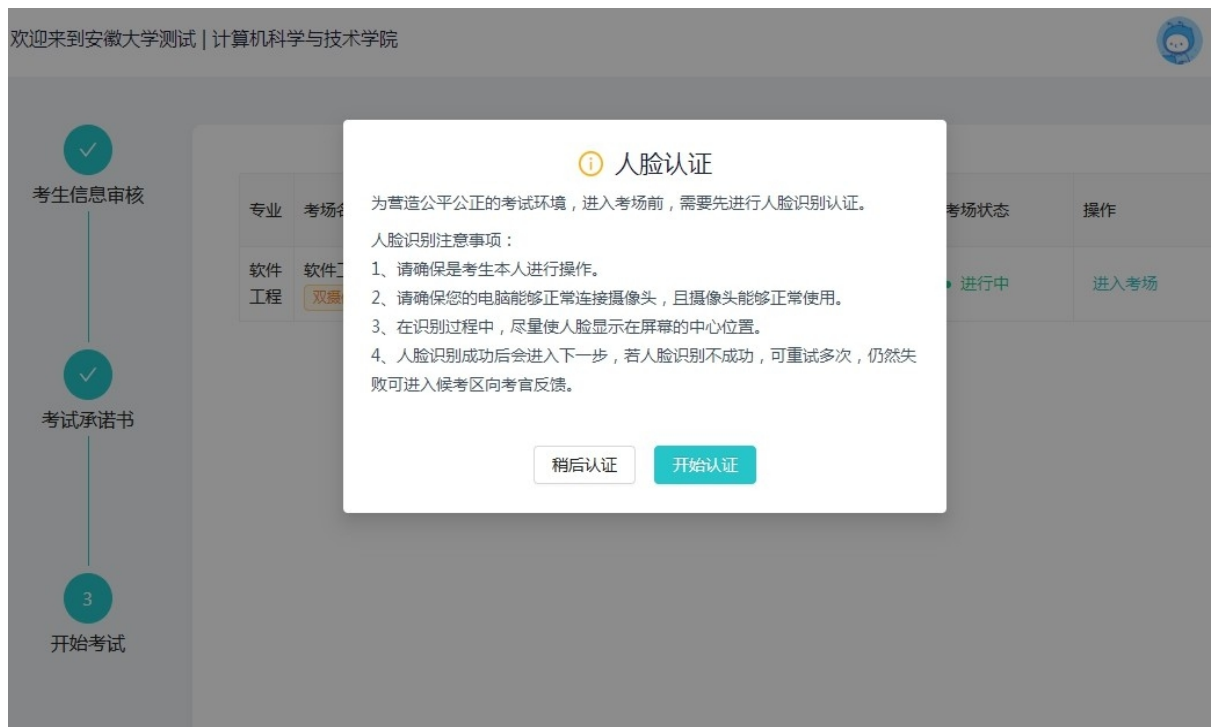 欢迎来到安徽大学测试 | 计算机科学与技术学院
考生信息审核
考试承诺书
3
开始考试
专业 考场 考场状态 操作
软件工程 软件 进行中 进入考场
双摄
人脸认证
为营造公平公正的考试环境，进入考场前，需要先进行人脸识别认证。
人脸识别注意事项：
1、请确保是考生本人进行操作。
2、请确保您的电脑能够正常连接摄像头，且摄像头能够正常使用。
3、在识别过程中，尽量使人脸显示在屏幕的中心位置。
4、人脸识别成功后会进入下一步，若人脸识别不成功，可重试多次，仍然失
败可进入候考区向考官反馈。
稍后认证 开始认证